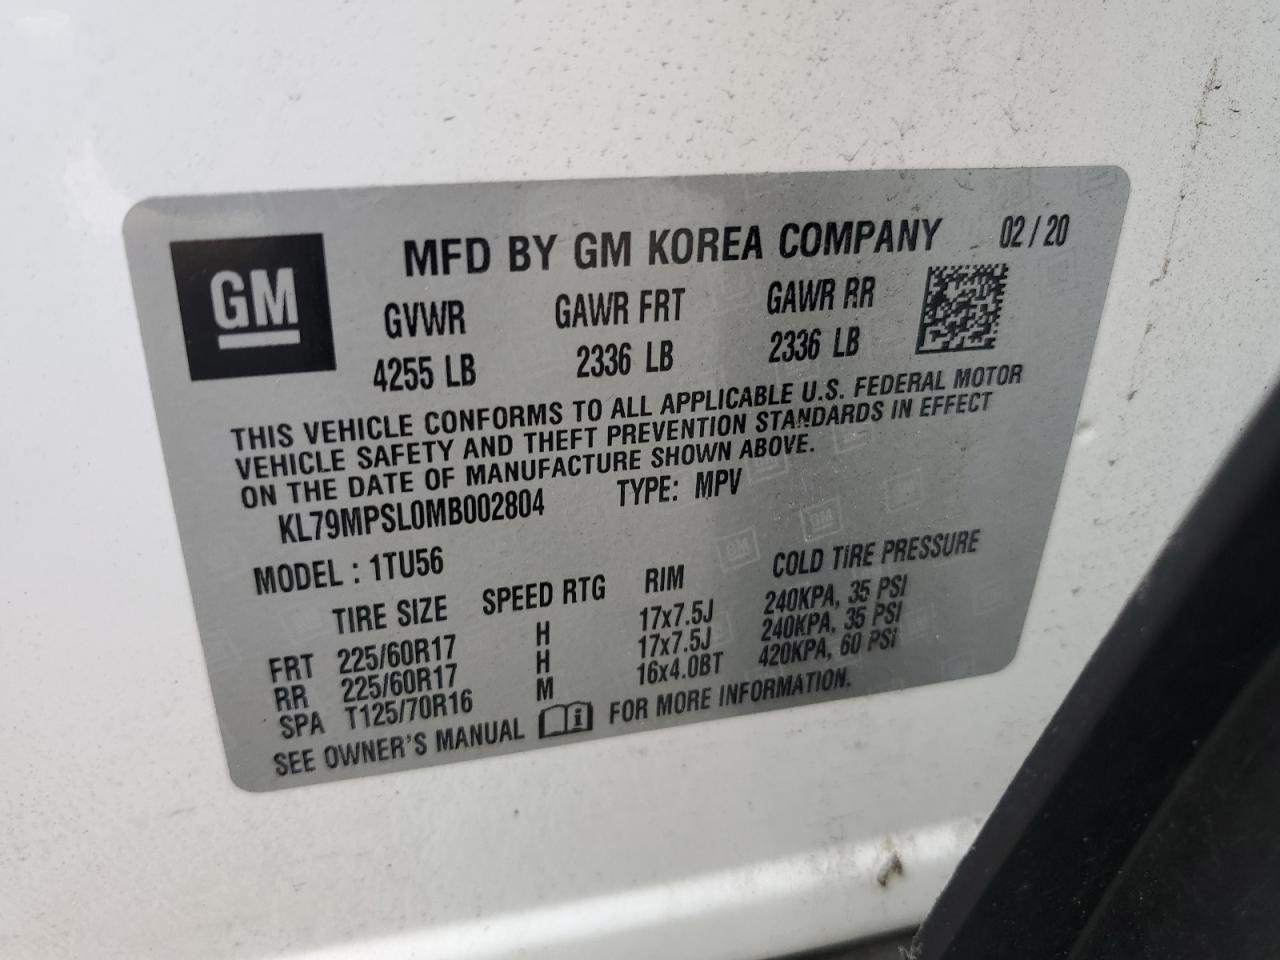 GM
MFD BY GM KOREA COMPANY 02/20
GVWR GAWR FRT GAWR RR
4255 LB 2336 LB 2336 LB
THIS VEHICLE CONFORMS TO ALL APPLICABLE U.S. FEDERAL MOTOR
VEHICLE SAFETY AND THEFT PREVENTION STANDARDS IN EFFECT
ON THE DATE OF MANUFACTURE SHOWN ABOVE.
KL79MPSL0MB002804 TYPE: MPV
MODEL : 1TU56
TIRE SIZE SPEED RTG RIM COLD TIRE PRESSURE
FRT 225/60R17 H 17x7.5J 240KPA, 35 PSI
RR 225/60R17 H 17x7.5J 240KPA, 35 PSI
SPA T125/70R16 M 16x4.0BT 420KPA, 60 PSI
SEE OWNER'S MANUAL i FOR MORE INFORMATION.